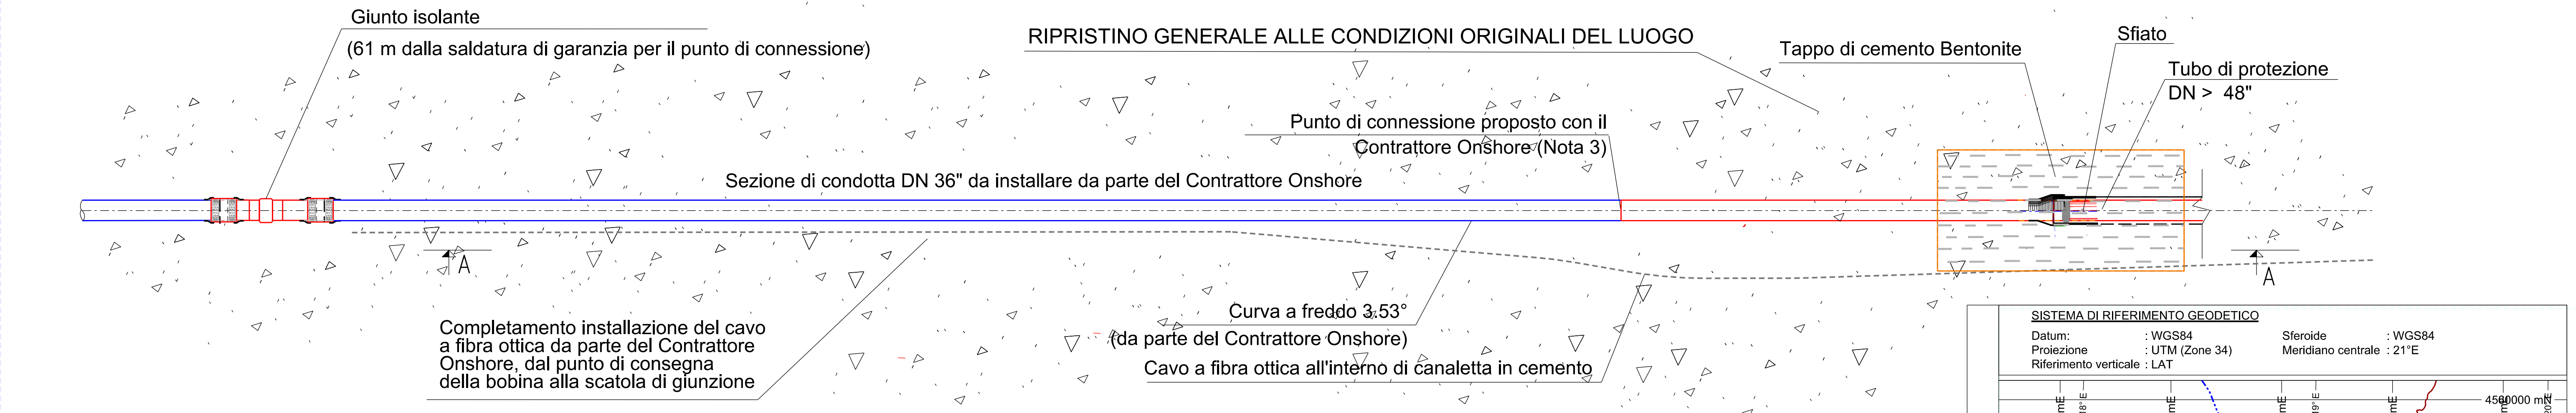 Giunto isolante
(61 m dalla saldatura di garanzia per il punto di connessione)
RIPRISTINO GENERALE ALLE CONDIZIONI ORIGINALI DEL LUOGO
Tappo di cemento Bentonite
Sfiato
Tubo di protezione
DN > 48"
Punto di connessione proposto con il
Contrattore Onshore (Nota 3)
Sezione di condotta DN 36" da installare da parte del Contrattore Onshore
A
A
Completamento installazione del cavo
a fibra ottica da parte del Contrattore
Onshore, dal punto di consegna
della bobina alla scatola di giunzione
Curva a freddo 3.53°
(da parte del Contrattore Onshore)
Cavo a fibra ottica all'interno di canaletta in cemento
SISTEMA DI RIFERIMENTO GEODETICO
Datum: : WGS84 Sferoide : WGS84
Proiezione : UTM (Zone 34) Meridiano centrale : 21°E
Riferimento verticale : LAT
mE
mE
mE
mE
4560000 mN